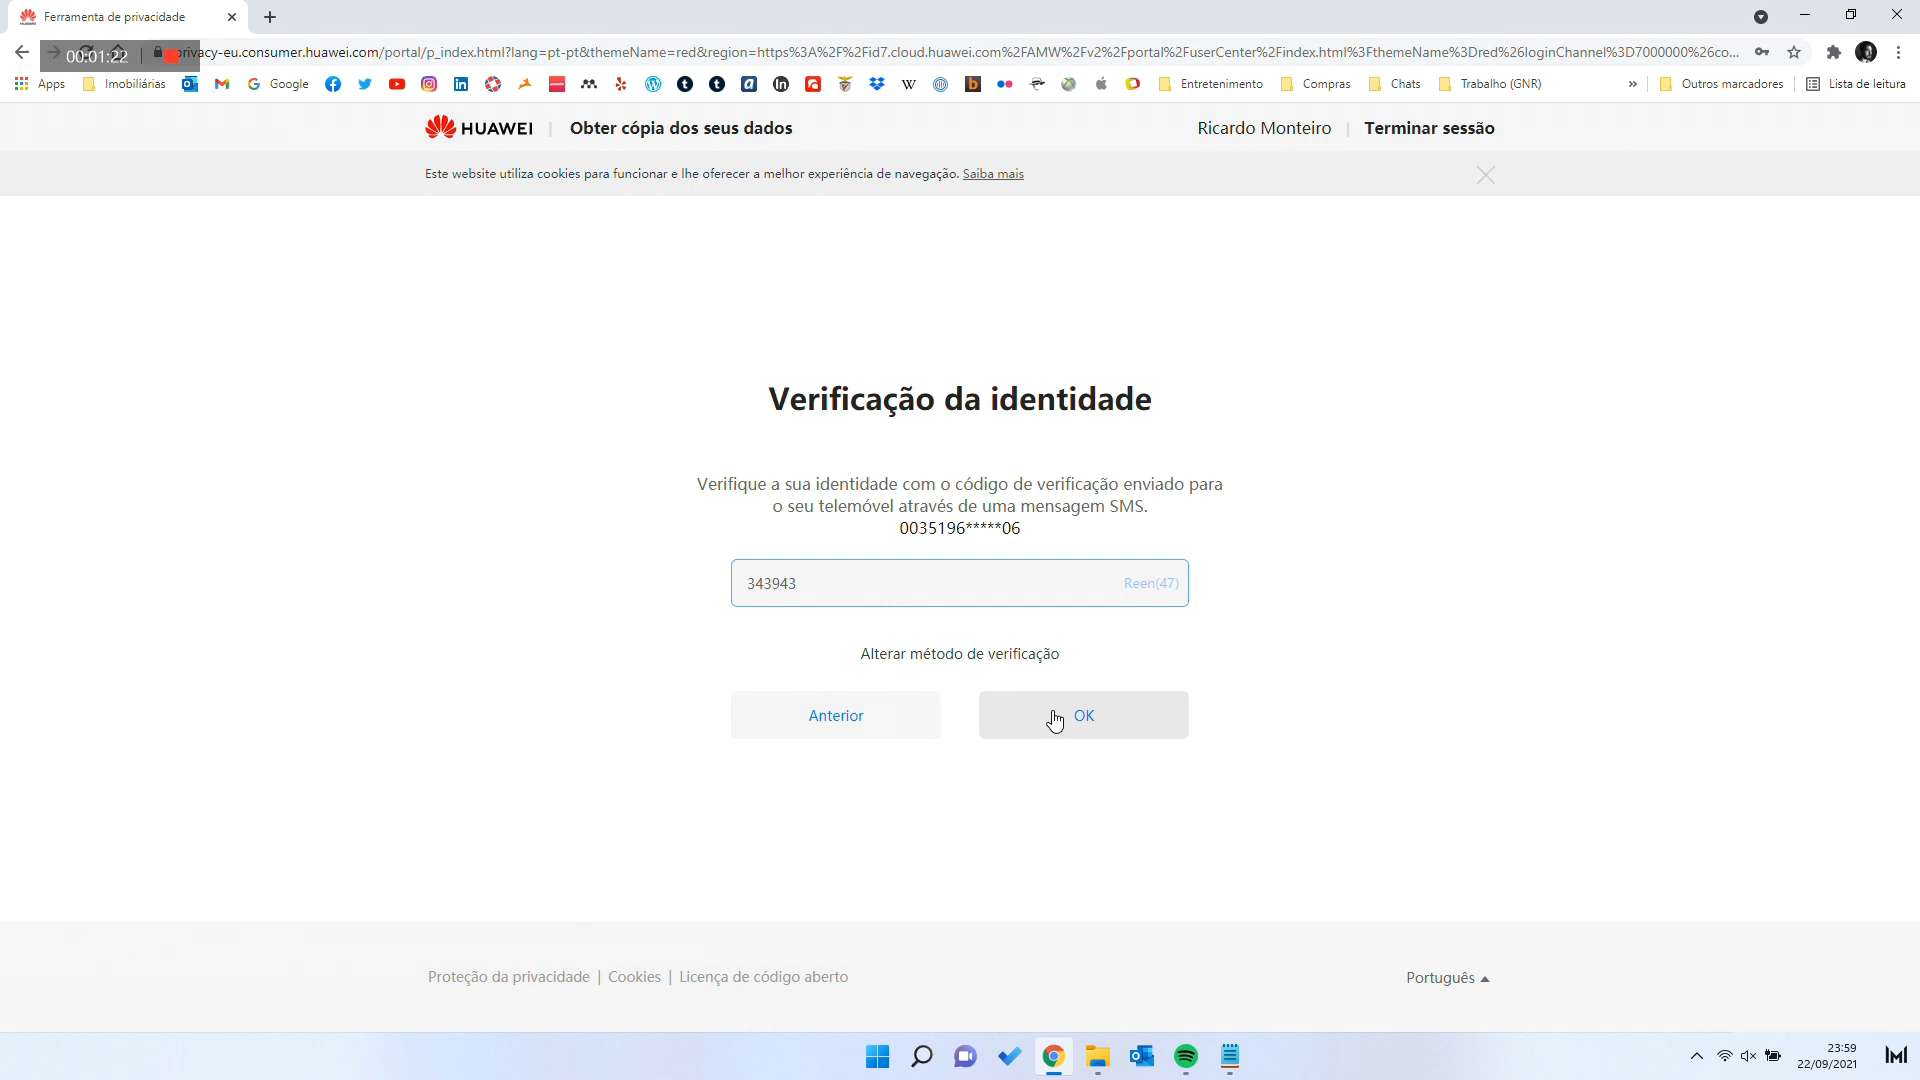 Ferramenta de privacidade
00:01:22
privacy-eu.consumer.huawei.com/portal/p_index.html?lang=pt-pt&themeName=red&region=https%3A%2F%2Fid7.cloud.huawei.com%2FAMW%2Fv2%2Fportal%2FuserCenter%2Findex.html%3FthemeName%3Dred%26loginChannel%3D7000000%26co...
Apps Imobiliárias Google Entretenimento Compras Chats Trabalho (GNR) » Outros marcadores Lista de leitura
HUAWEI | Obter cópia dos seus dados Ricardo Monteiro | Terminar sessão
Este website utiliza cookies para funcionar e lhe oferecer a melhor experiência de navegação. Saiba mais
Verificação da identidade
Verifique a sua identidade com o código de verificação enviado para
o seu telemóvel através de uma mensagem SMS.
0035196*****06
343943 Reen(47)
Alterar método de verificação
Anterior OK
Proteção da privacidade | Cookies | Licença de código aberto Português
23:59
22/09/2021